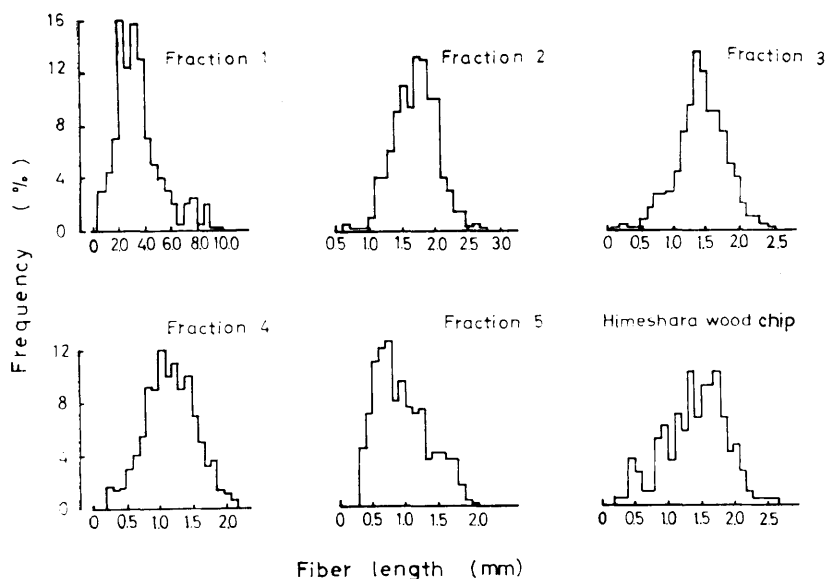 Frequency (%)
16
12
8
4
0
Fraction 1
0 2.0 4.0 6.0 8.0 10.0
Fraction 2
0.5 1.0 1.5 2.0 2.5 3.0
Fraction 3
0 0.5 1.0 1.5 2.0 2.5
12
8
4
0
Fraction 4
0 0.5 1.0 1.5 2.0
Fraction 5
0 0.5 1.0 1.5 2.0
Himeshara wood chip
0 0.5 1.0 1.5 2.0 2.5
Fiber length (mm)